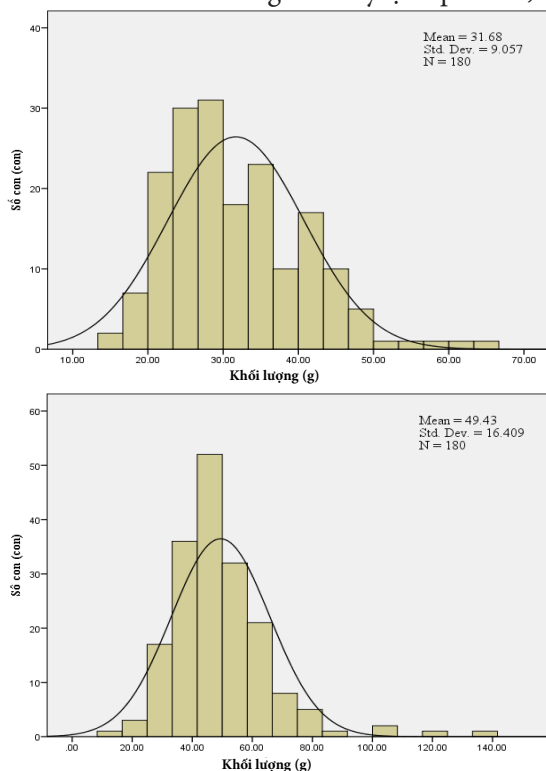 40
Mean = 31.68
Std. Dev. = 9.057
N = 180
30
Số con (con)
20
10
0
10.00 20.00 30.00 40.00 50.00 60.00 70.00
Khối lượng (g)
60
Mean = 49.43
Std. Dev. = 16.409
N = 180
50
40
Số con (con)
30
20
10
0
.00 20.00 40.00 60.00 80.00 100.00 120.00 140.00
Khối lượng (g)